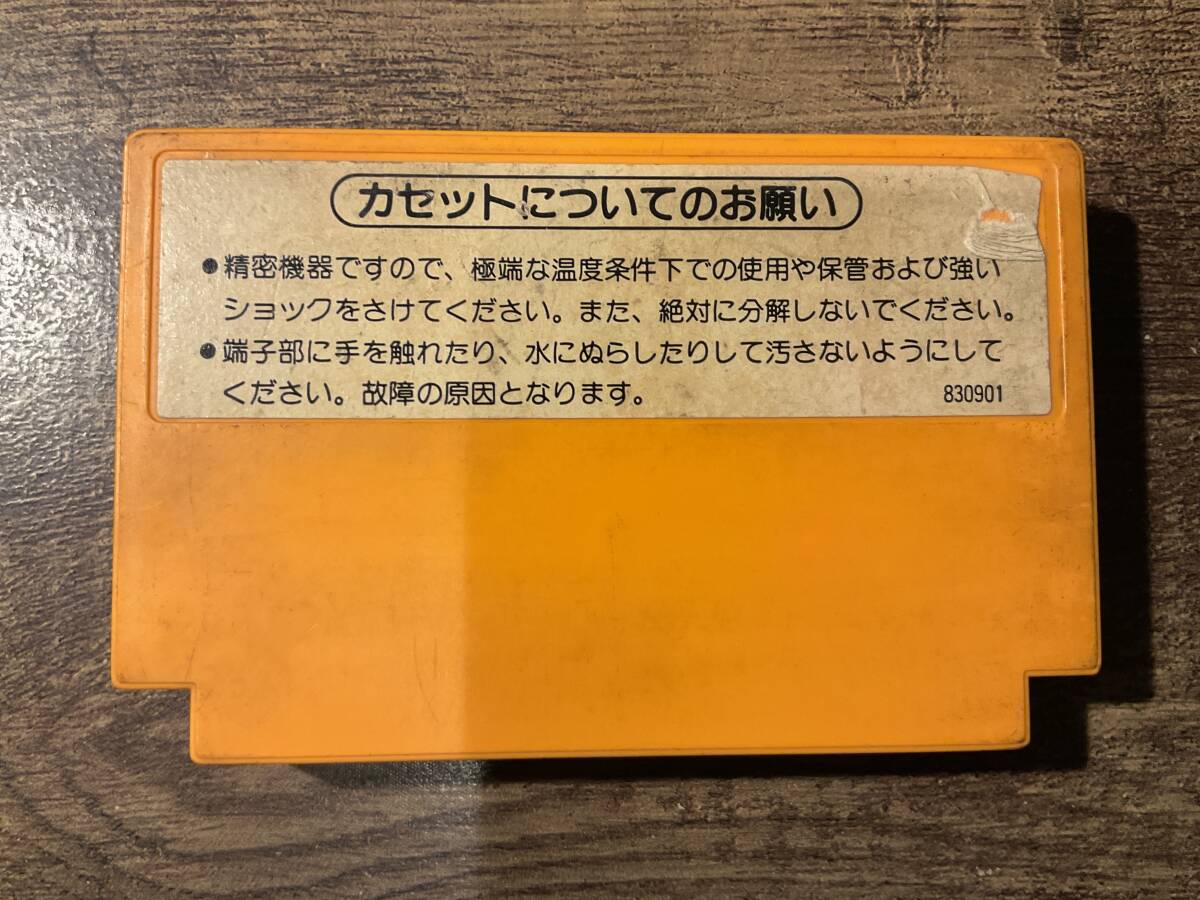 カセットについてのお願い
●精密機器ですので、極端な温度条件下での使用や保管および強い
ショックをさけてください。また、絶対に分解しないでください。
●端子部に手を触れたり、水にぬらしたりして汚さないようにして
ください。故障の原因となります。 830901